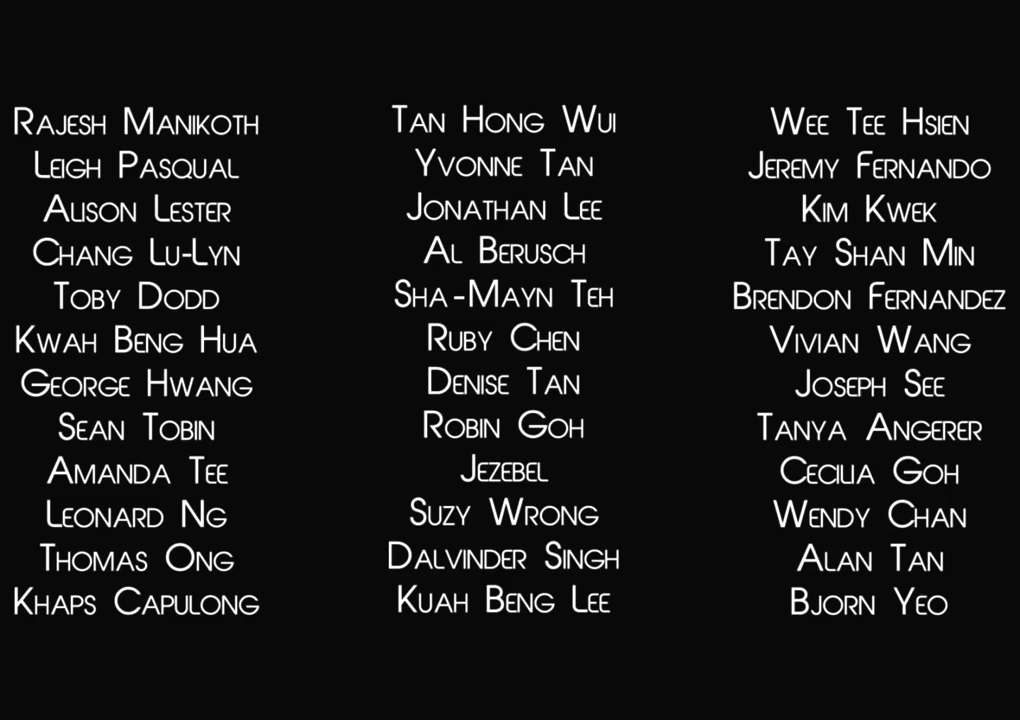 Rajesh Manikoth
Leigh Pasqual
Alison Lester
Chang Lu-Lyn
Toby Dodd
Kwah Beng Hua
George Hwang
Sean Tobin
Amanda Tee
Leonard Ng
Thomas Ong
Khaps Capulong
Tan Hong Wui
Yvonne Tan
Jonathan Lee
Al Berusch
Sha-Mayn Teh
Ruby Chen
Denise Tan
Robin Goh
Jezebel
Suzy Wrong
Dalvinder Singh
Kuah Beng Lee
Wee Tee Hsien
Jeremy Fernando
Kim Kwek
Tay Shan Min
Brendon Fernandez
Vivian Wang
Joseph See
Tanya Angerer
Cecilia Goh
Wendy Chan
Alan Tan
Bjorn Yeo